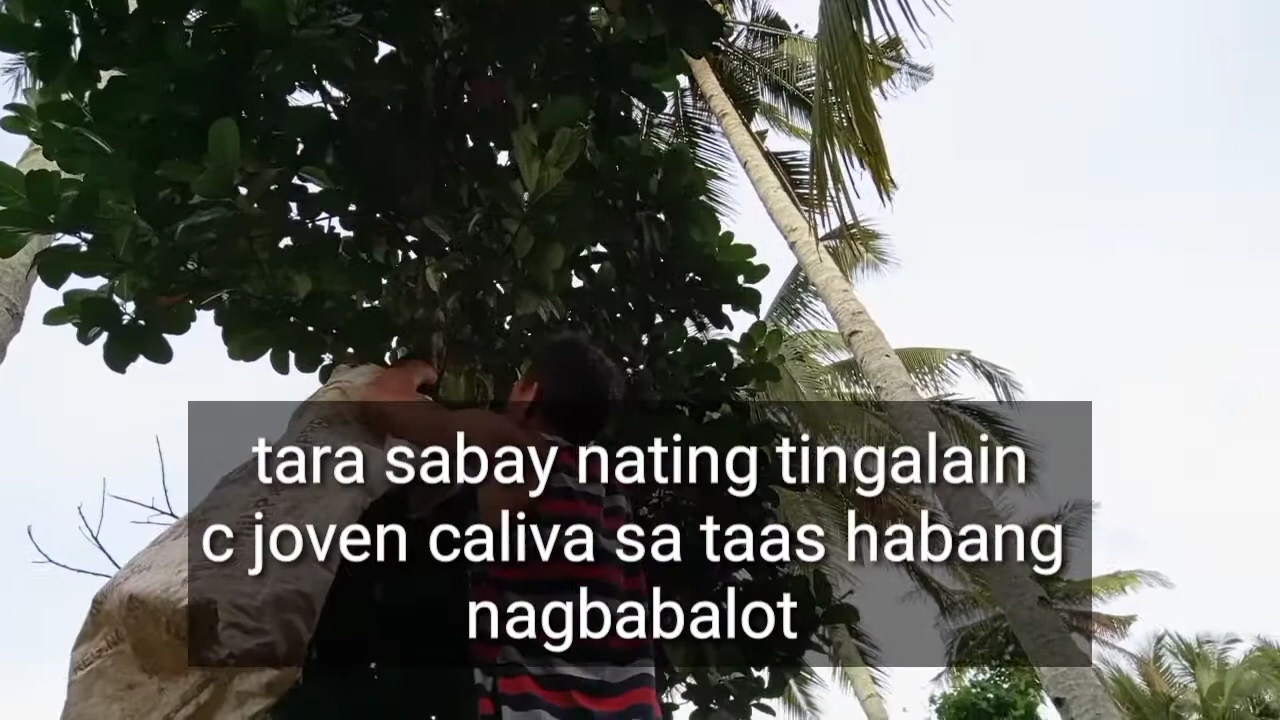 tara sabay nating tingalain
c joven caliva sa taas habang
nagbabalot